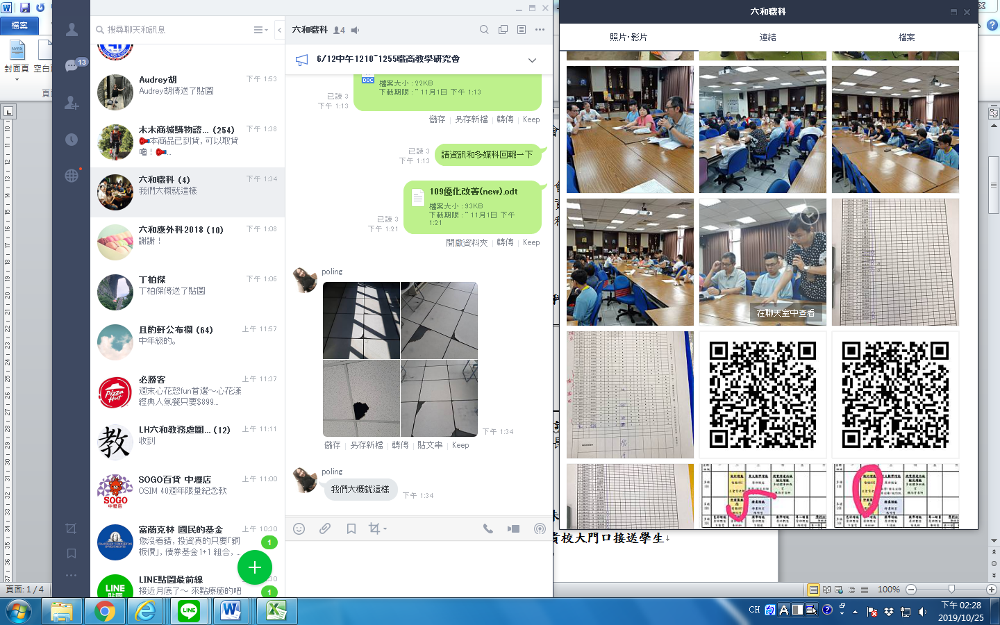 檔案
封面頁
空白頁
13
搜尋聊天和訊息
Audrey胡
下午 1:53
Audrey胡傳送了貼圖
木木商城購物諮... (254)
下午 1:38
本商品已到貨, 可以取貨
嚕！
六和職科 (4)
下午 1:34
我們大概就這樣
六和應外科2018 (10)
下午 1:08
謝謝！
丁柏傑
下午 1:06
丁柏傑傳送了貼圖
且酌軒公布欄 (64)
上午 11:57
中年級的。
必勝客
上午 11:37
週末心花怒fun首選～心花漾
經典人氣餐只要$899...
Pizza Hut
LH六和教務處團... (12)
上午 11:11
收到
教
SOGO百貨 中壢店
上午 11:00
OSIM 40週年限量紀念款
SOGO
中壢店
富蘭克林 國民的基金
上午 10:30
您沒看錯, 投資真的只要「銅
板價」, 債券基金1+1 組合, ...
1
FRANKLIN TEMPLETON
INVESTMENTS
LINE貼圖最前線
接近月底了～ 來點療癒的吧
1
LINE
六和職科 4
6/12中午1210~1255職高教學研究會
DOC
檔案大小 : 22KB
下載期限 : ~ 11月1日 下午 1:13
已讀 3
下午 1:13
儲存 | 另存新檔 | 轉傳 | Keep
請資訊和多媒科回報一下
已讀 3
下午 1:13
109優化改善(new).odt
檔案大小 : 93KB
下載期限 : ~ 11月1日 下午
1:21
已讀 3
下午 1:21
開啟資料夾 | 轉傳 | Keep
poling
下午 1:34
儲存 | 另存新檔 | 轉傳 | 貼文串 | Keep
poling
我們大概就這樣
下午 1:34
六和職科
照片·影片
連結
檔案
在聊天室中查看
貴校大門口接送學生
頁面: 1 / 4
100%
CH
下午 02:28
2019/10/25